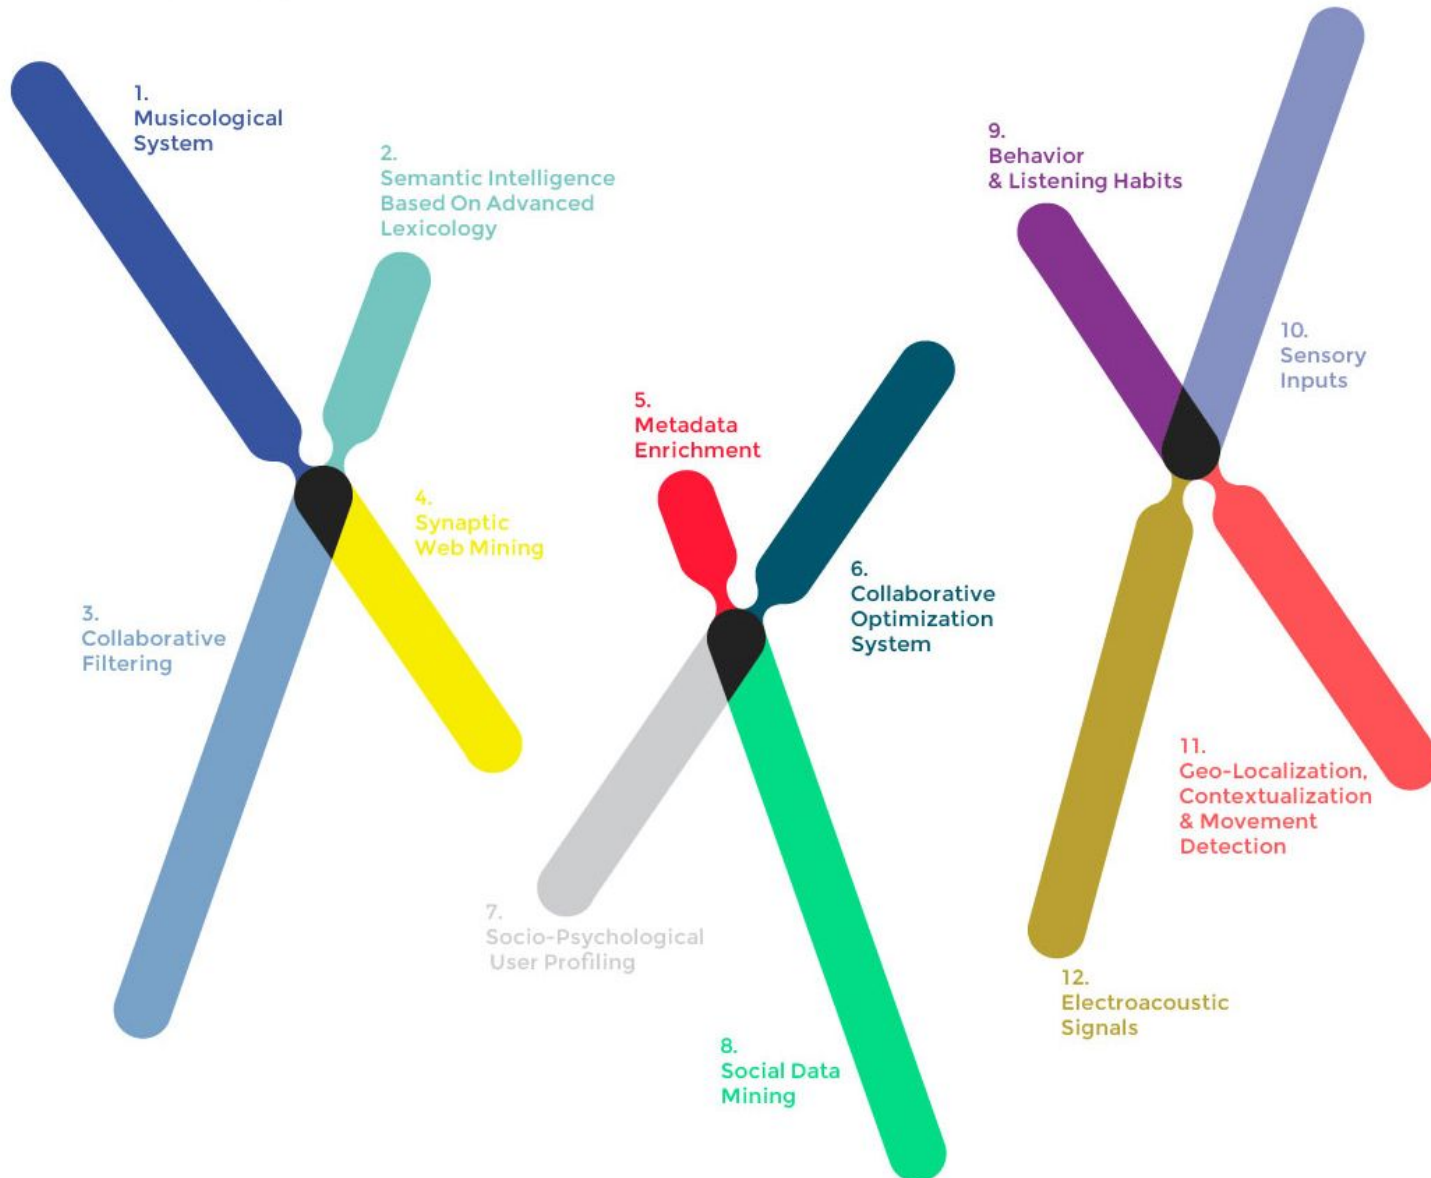 1.
Musicological
System
2.
Semantic Intelligence
Based On Advanced
Lexicology
3.
Collaborative
Filtering
4.
Synaptic
Web Mining
5.
Metadada
Enrichment
6.
Collaborative
Optimization
System
7.
Socio-Psychological
User Profiling
8.
Social Data
Mining
9.
Behavior
& Listening Habits
10.
Sensory
Inputs
11.
Geo-Localization,
Contextualization
& Movement
Detection
12.
Electroacoustic
Signals